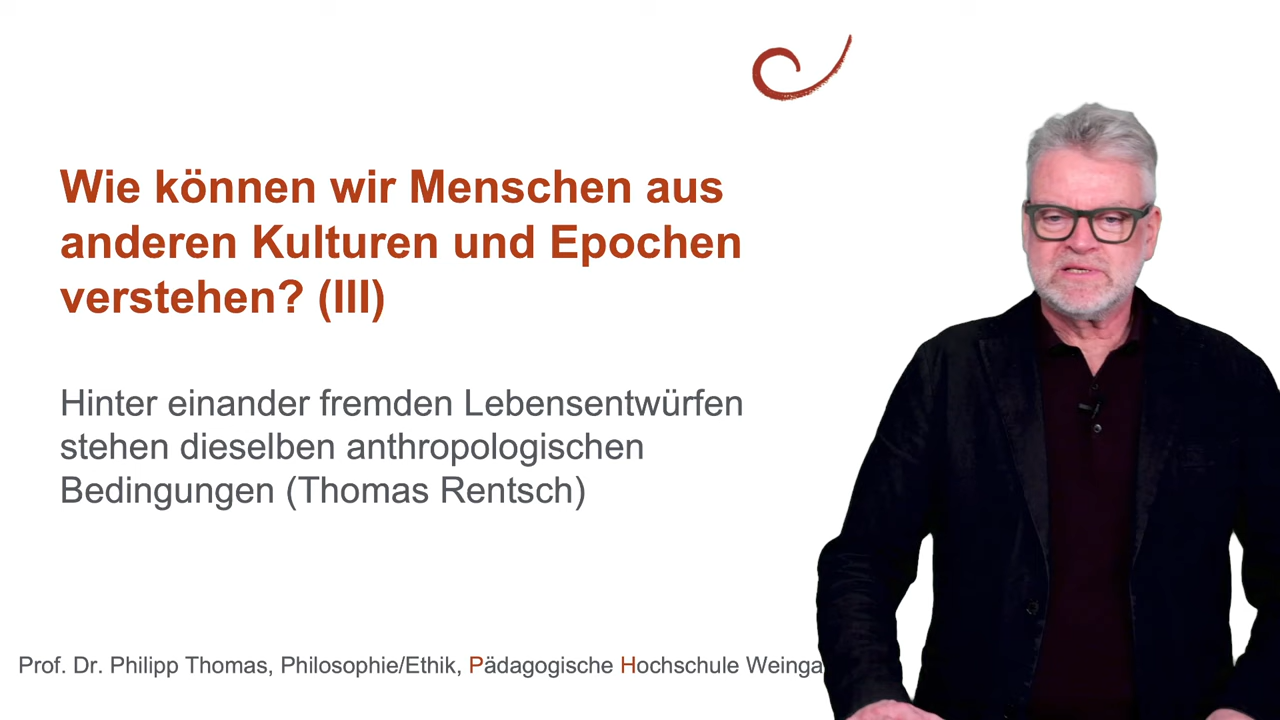 Wie können wir Menschen aus
anderen Kulturen und Epochen
verstehen? (III)
Hinter einander fremden Lebensentwürfen
stehen dieselben anthropologischen
Bedingungen (Thomas Rentsch)
Prof. Dr. Philipp Thomas, Philosophie/Ethik, Pädagogische Hochschule Weinga